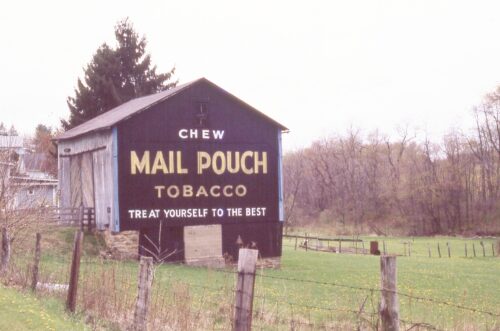 CHEW
MAIL POUCH
TOBACCO
TREAT YOURSELF TO THE BEST